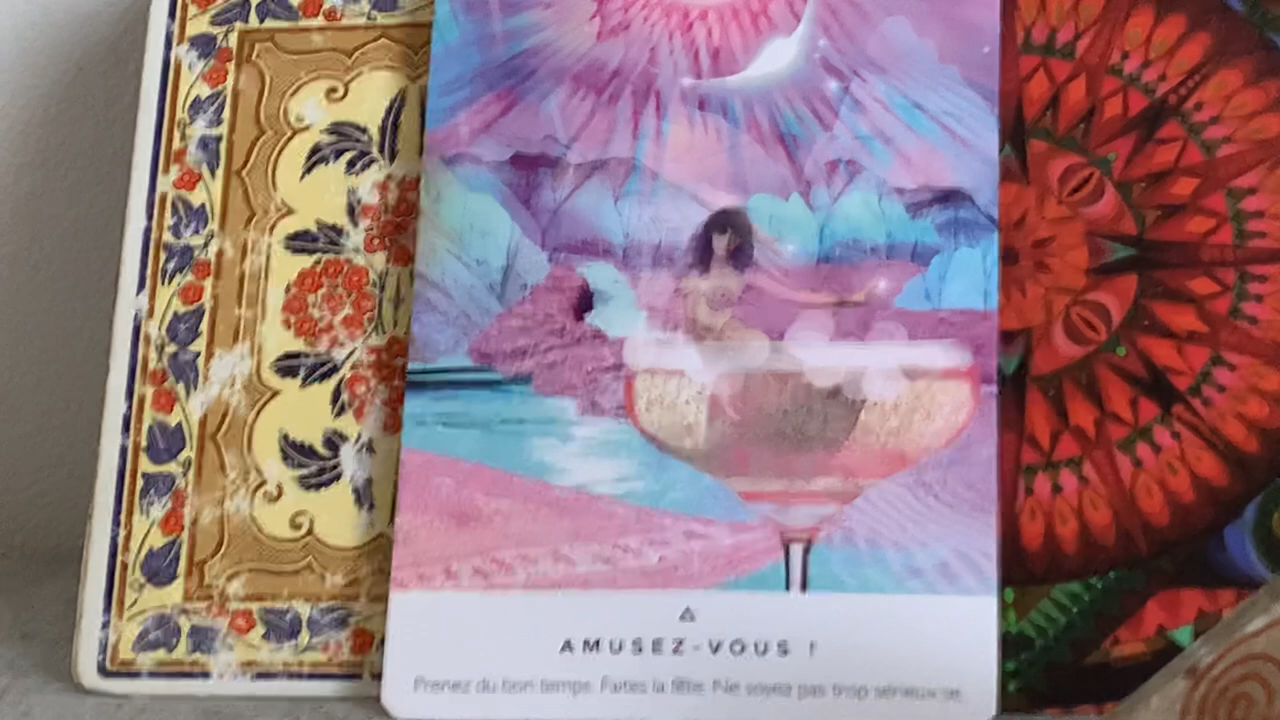 AMUSEZ-VOUS !
Prenez du bon temps. Faites la fête. Ne soyez pas trop sérieux·se.